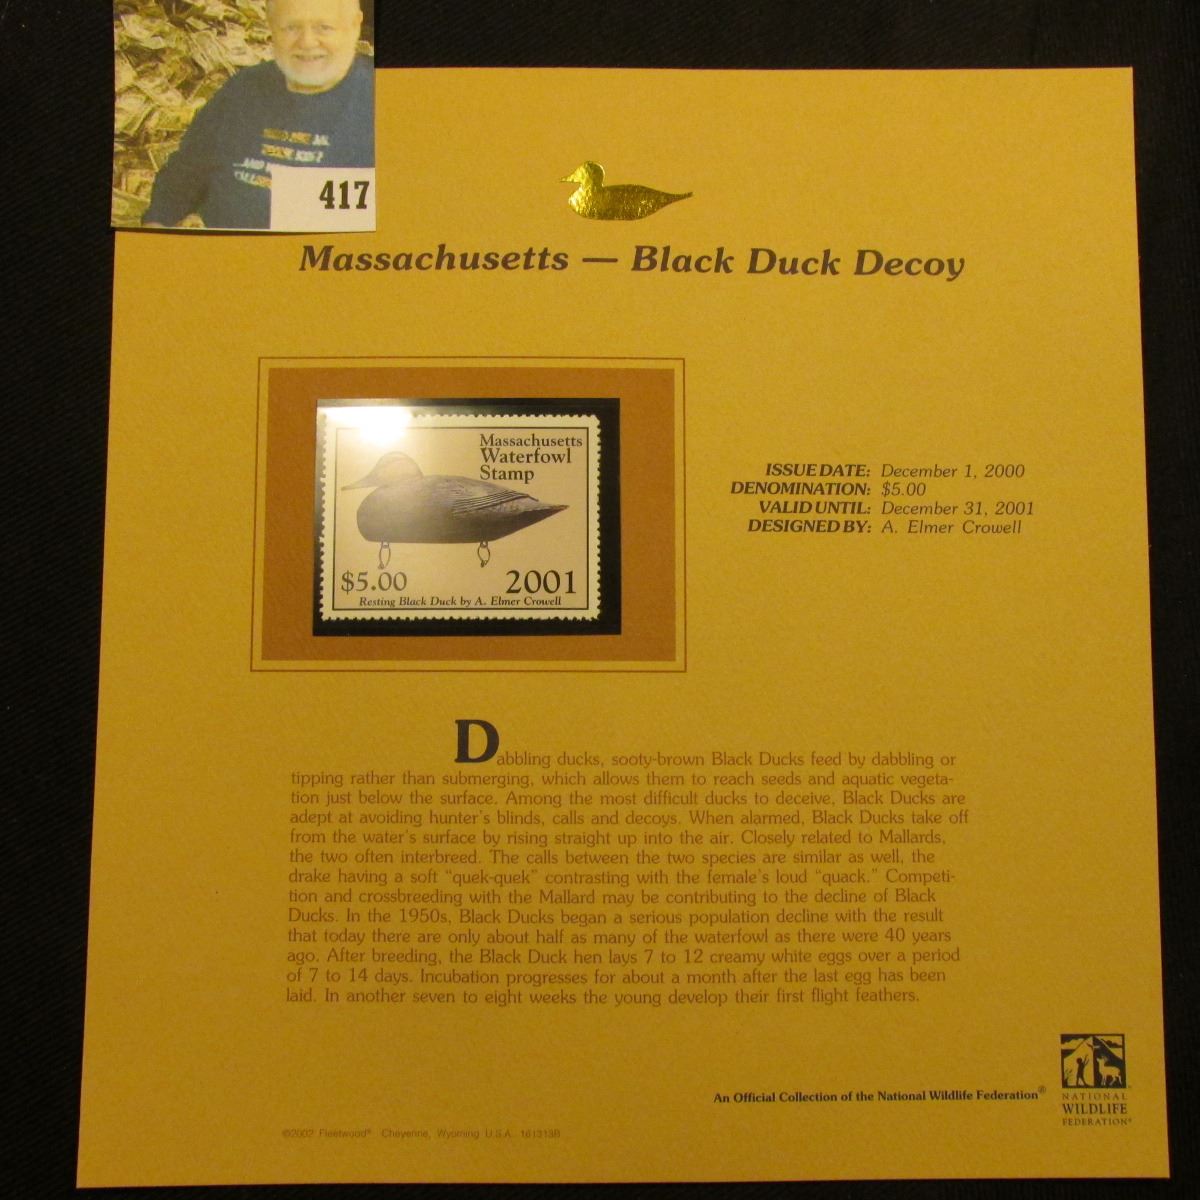 417
Massachusetts — Black Duck Decoy
Massachusetts
Waterfowl
Stamp
$5.00
2001
Resting Black Duck by A. Elmer Crowell
ISSUE DATE: December 1, 2000
DENOMINATION: $5.00
VALID UNTIL: December 31, 2001
DESIGNED BY: A. Elmer Crowell
Dabbling ducks, sooty-brown Black Ducks feed by dabbling or
tipping rather than submerging, which allows them to reach seeds and aquatic vegeta-
tion just below the surface. Among the most difficult ducks to deceive, Black Ducks are
adept at avoiding hunter's blinds, calls and decoys. When alarmed, Black Ducks take off
from the water's surface by rising straight up into the air. Closely related to Mallards,
the two often interbreed. The calls between the two species are similar as well, the
drake having a soft "quek-quek" contrasting with the female's loud "quack." Competi-
tion and crossbreeding with the Mallard may be contributing to the decline of Black
Ducks. In the 1950s, Black Ducks began a serious population decline with the result
that today there are only about half as many of the waterfowl as there were 40 years
ago. After breeding, the Black Duck hen lays 7 to 12 creamy white eggs over a period
of 7 to 14 days. Incubation progresses for about a month after the last egg has been
laid. In another seven to eight weeks the young develop their first flight feathers.
An Official Collection of the National Wildlife Federation®
NATIONAL
WILDLIFE
FEDERATION®
©2002 Fleetwood® Cheyenne, Wyoming U.S.A. 161313B